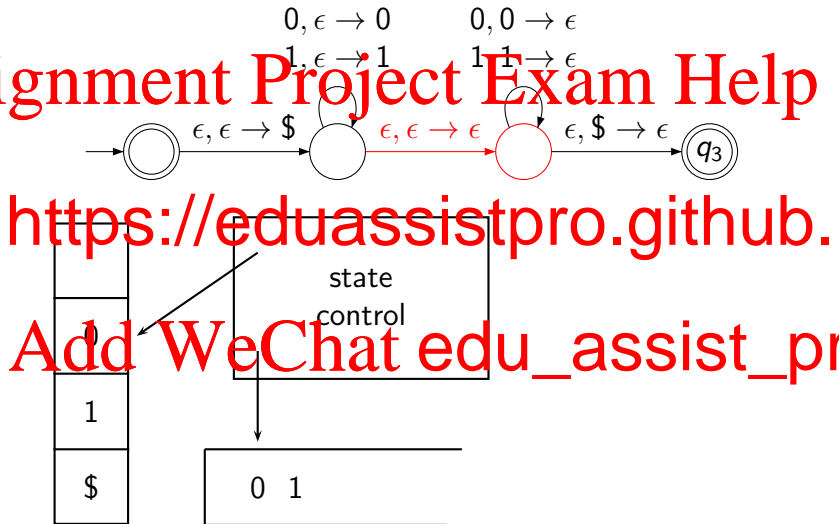 0, ϵ → 0 0, 0 → ϵ
1, ϵ → 1 1, 1 → ϵ
ignment Project Exam Help
ϵ, ϵ → $ ϵ, ϵ → ϵ ϵ, $ → ϵ
q3
https://eduassistpro.github.
state
control
0
Add WeChat edu_assist_pr
1
$ 0 1